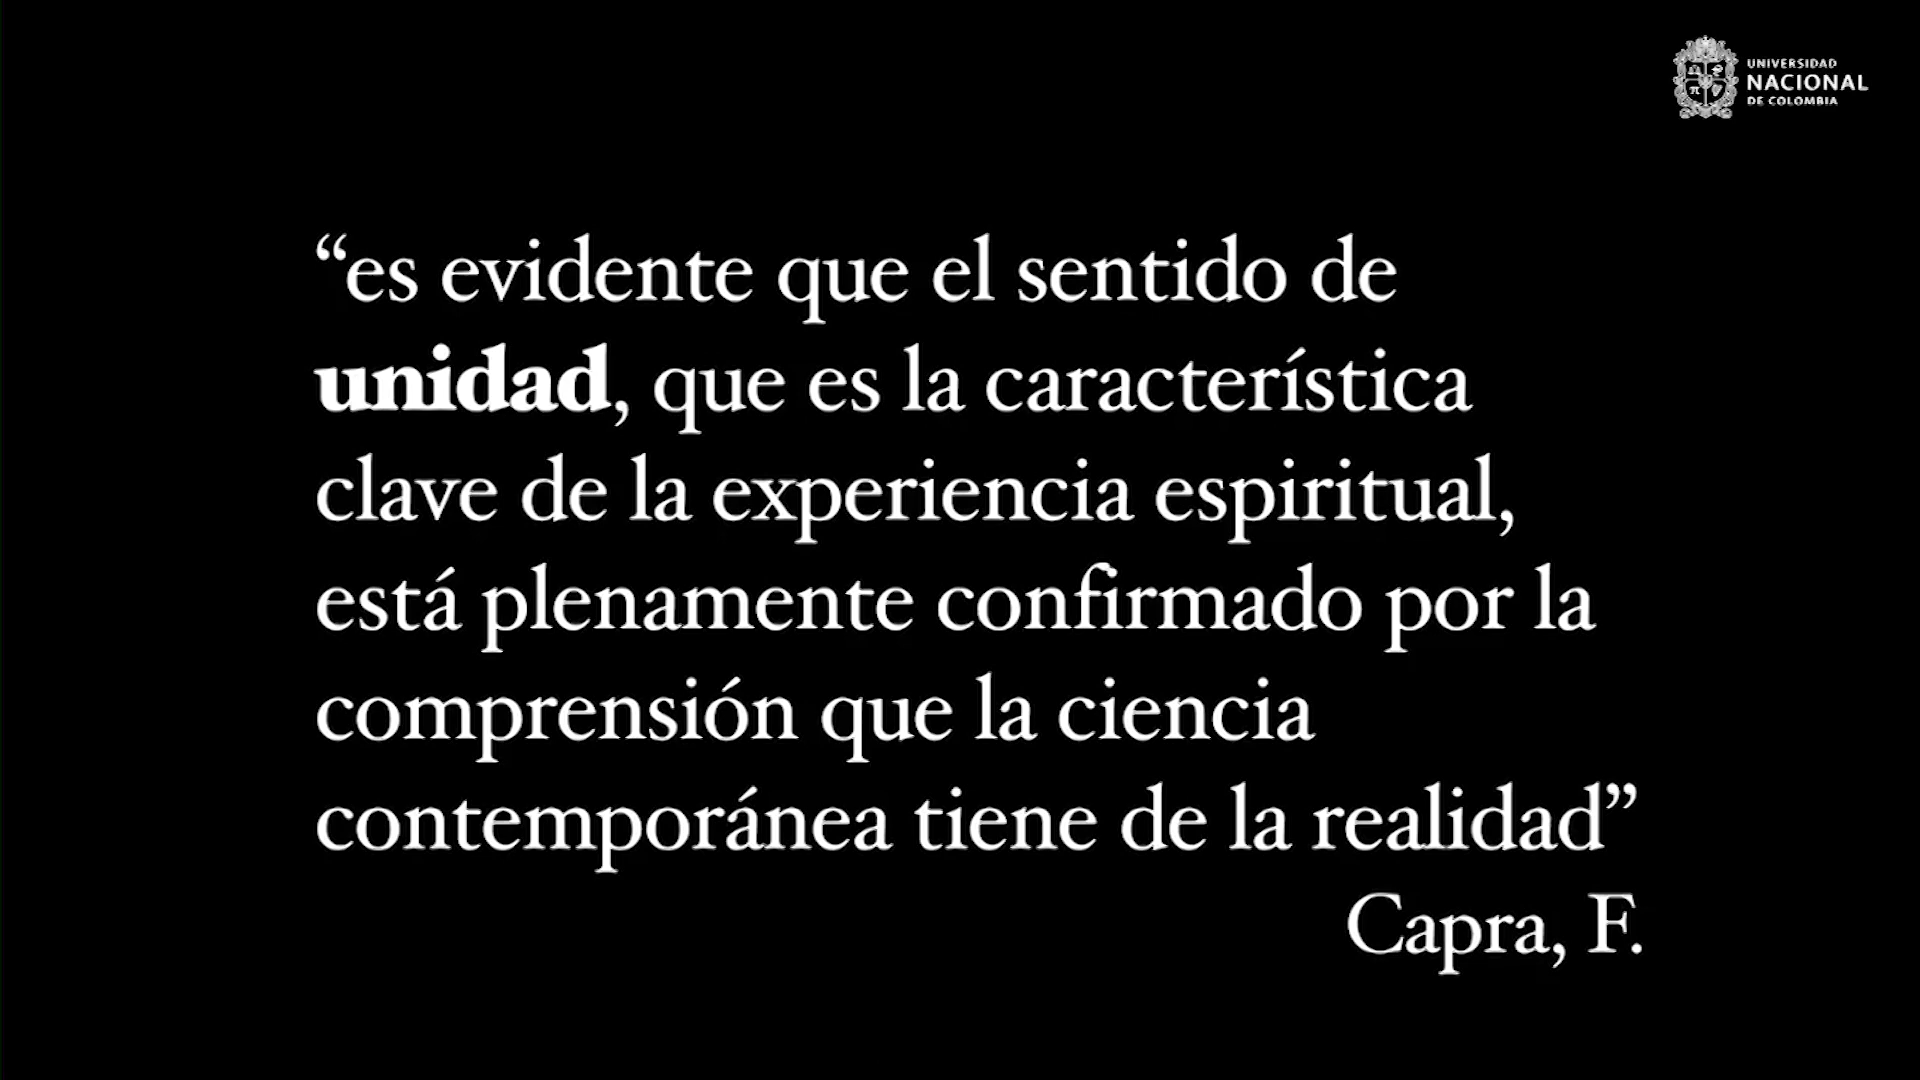 UNIVERSIDAD
NACIONAL
DE COLOMBIA
“es evidente que el sentido de
unidad, que es la característica
clave de la experiencia espiritual,
está plenamente confirmado por la
comprensión que la ciencia
contemporánea tiene de la realidad”
Capra, F.